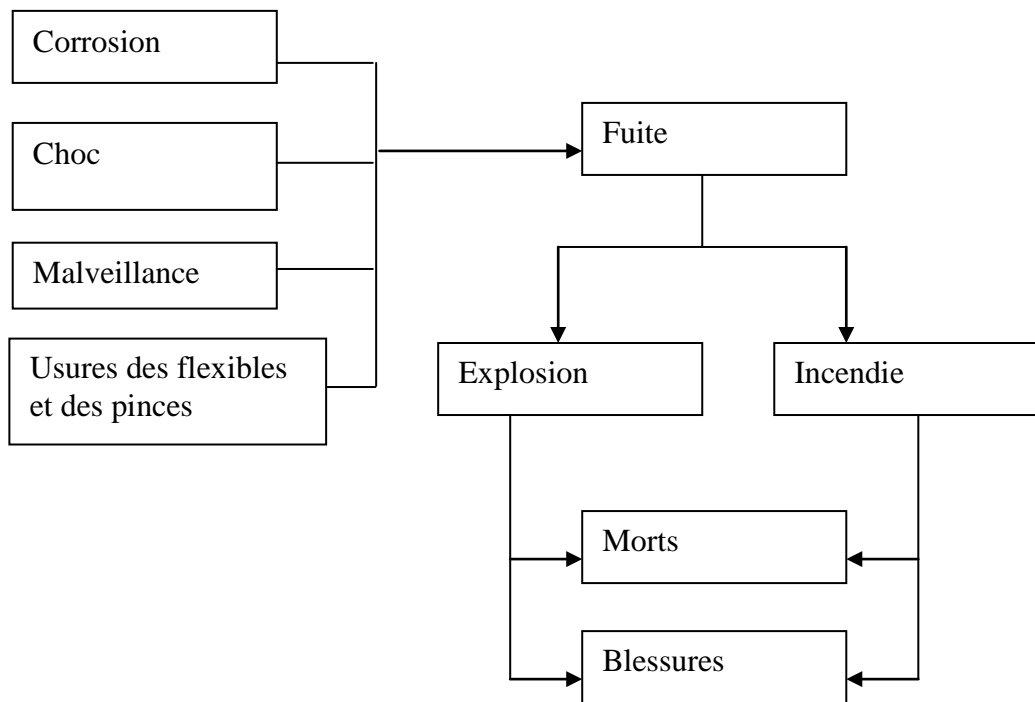 Corrosion
Choc
Malveillance
Usures des flexibles
et des pinces
Fuite
Explosion
Incendie
Morts
Blessures